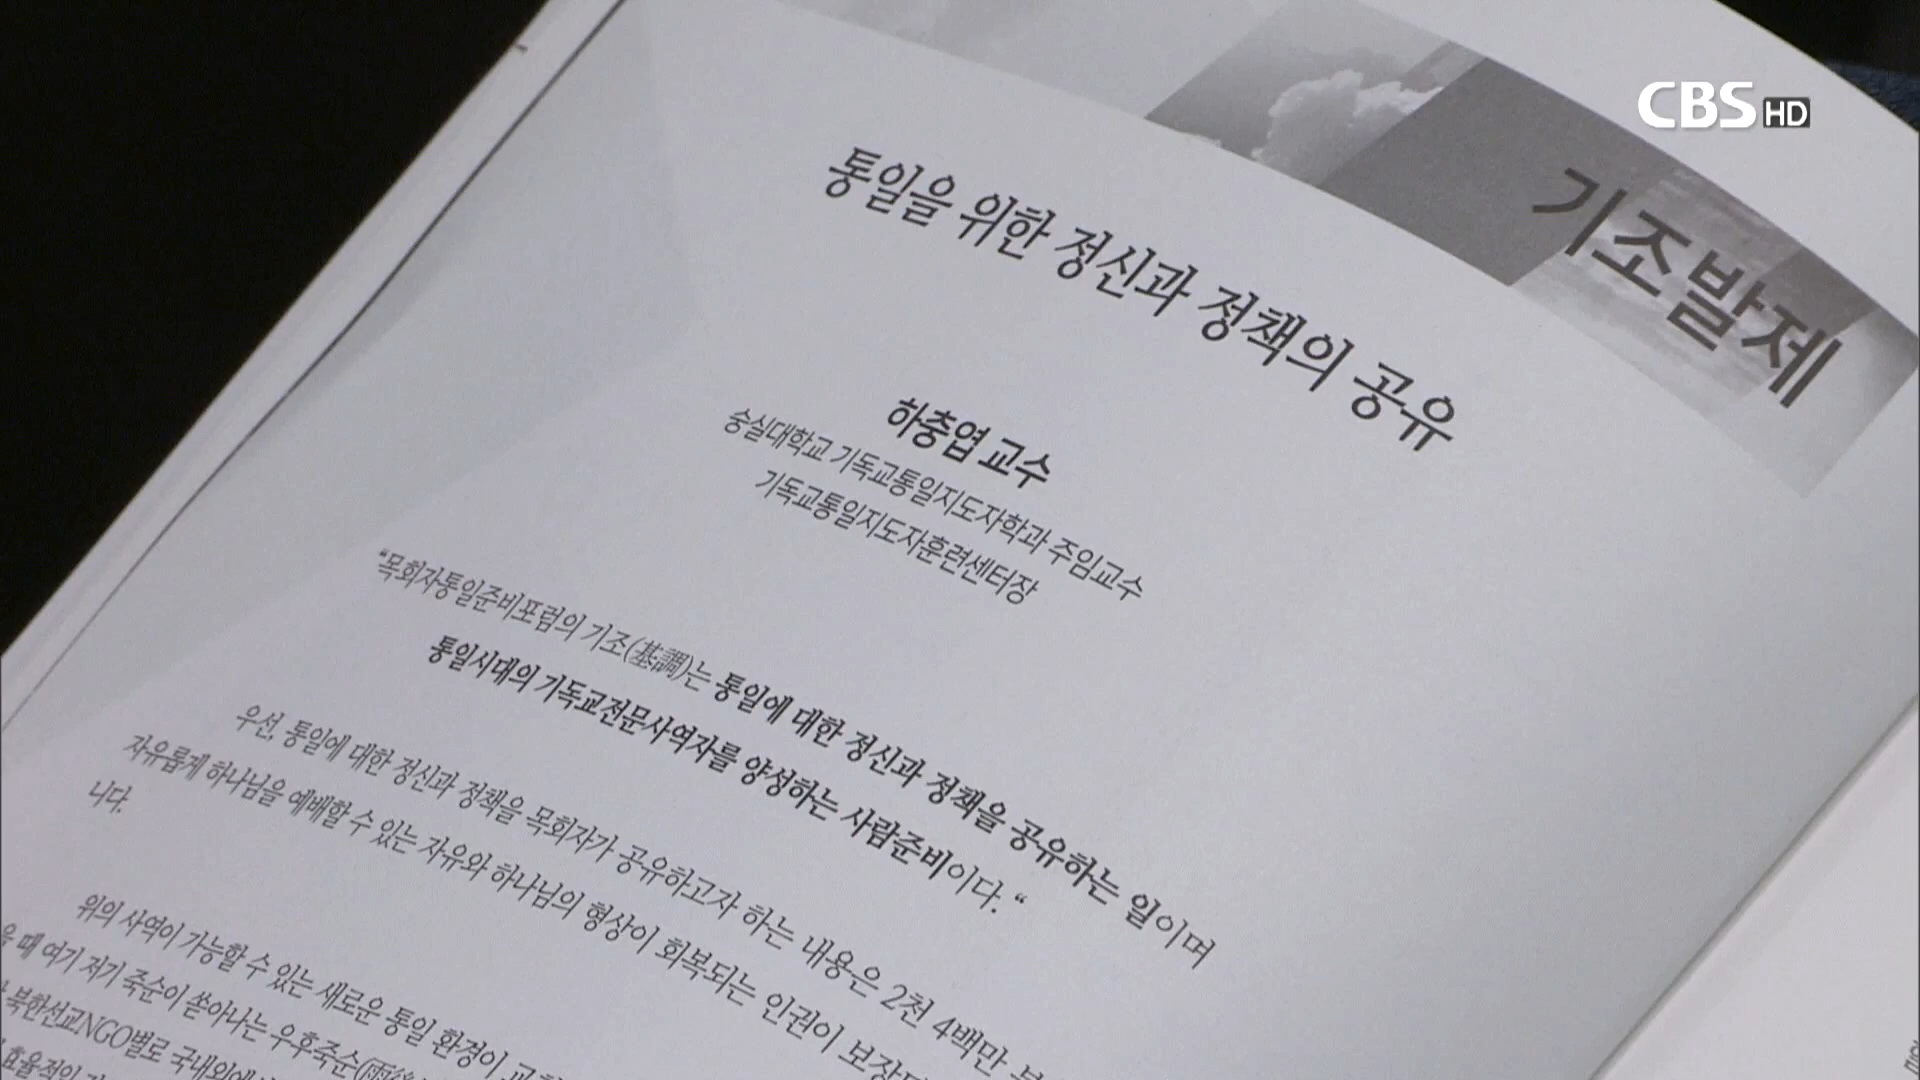 CBS HD
기조발제
통일을 위한 정신과 정책의 공유
하충엽 교수
숭실대학교 기독교통일지도자학과 주임교수
기독교통일지도자훈련센터장
“목회자통일준비포럼의 기조(基調)는 통일에 대한 정신과 정책을 공유하는 일이며
통일시대의 기독교전문사역자를 양성하는 사람준비이다. “
우선, 통일에 대한 정신과 정책을 목회자가 공유하고자 하는 내용은 2천 4백만 북
자유롭게 하나님을 예배할 수 있는 자유와 하나님의 형상이 회복되는 인권이 보장되
니다.
위의 사역이 가능할 수 있는 새로운 통일 환경이
을 때 여기 저기 죽순이 쏟아나는 우후죽순(雨後
북한선교NGO별로 국내외에서
효율적인